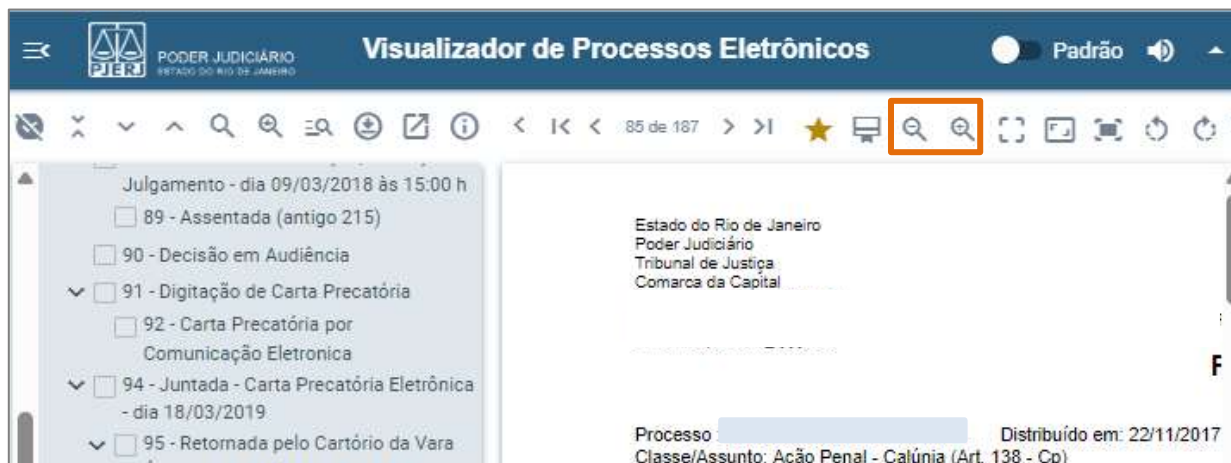 PJERJ
PODER JUDICIÁRIO
ESTADO DO RIO DE JANEIRO
Visualizador de Processos Eletrônicos
Padrão
85 de 187
Julgamento - dia 09/03/2018 às 15:00 h
89 - Assentada (antigo 215)
90 - Decisão em Audiência
91 - Digitação de Carta Precatória
92 - Carta Precatória por
Comunicação Eletronica
94 - Juntada - Carta Precatória Eletrônica
- dia 18/03/2019
95 - Retornada pelo Cartório da Vara
Estado do Rio de Janeiro
Poder Judiciário
Tribunal de Justiça
Comarca da Capital
Processo : Distribuído em: 22/11/2017
Classe/Assunto: Ação Penal - Calúnia (Art. 138 - Cp)